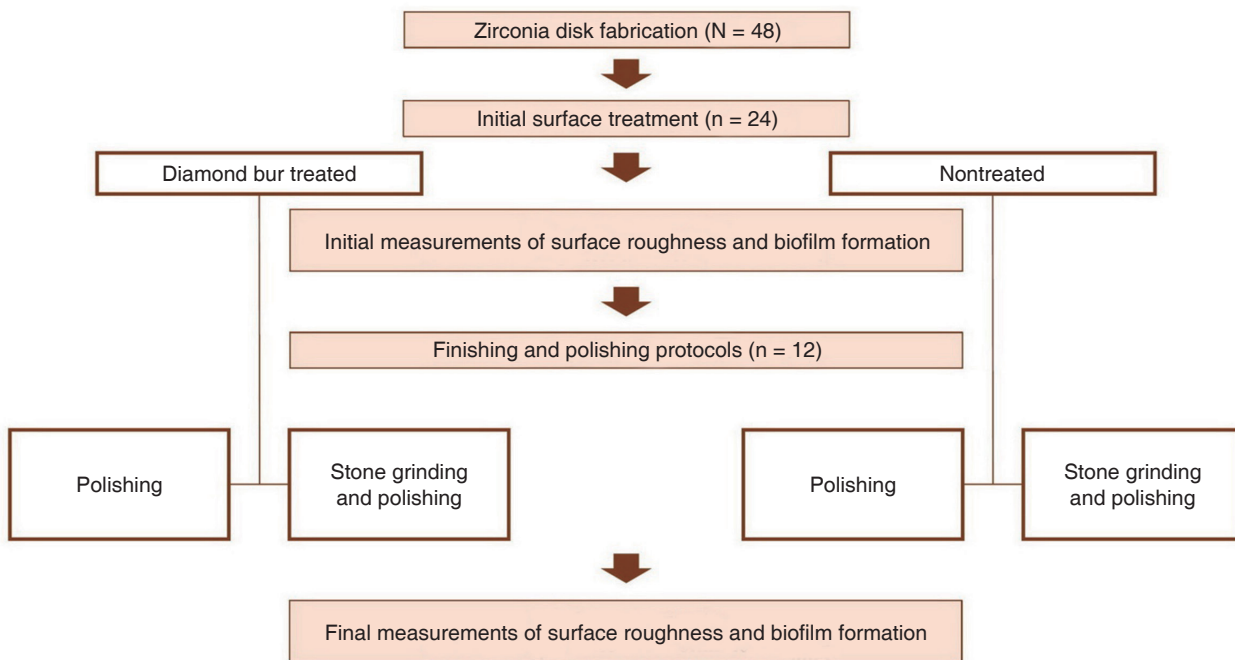 Zirconia disk fabrication (N = 48)
Initial surface treatment (n = 24)
Diamond bur treated
Nontreated
Initial measurements of surface roughness and biofilm formation
Finishing and polishing protocols (n = 12)
Polishing
Stone grinding
and polishing
Polishing
Stone grinding
and polishing
Final measurements of surface roughness and biofilm formation